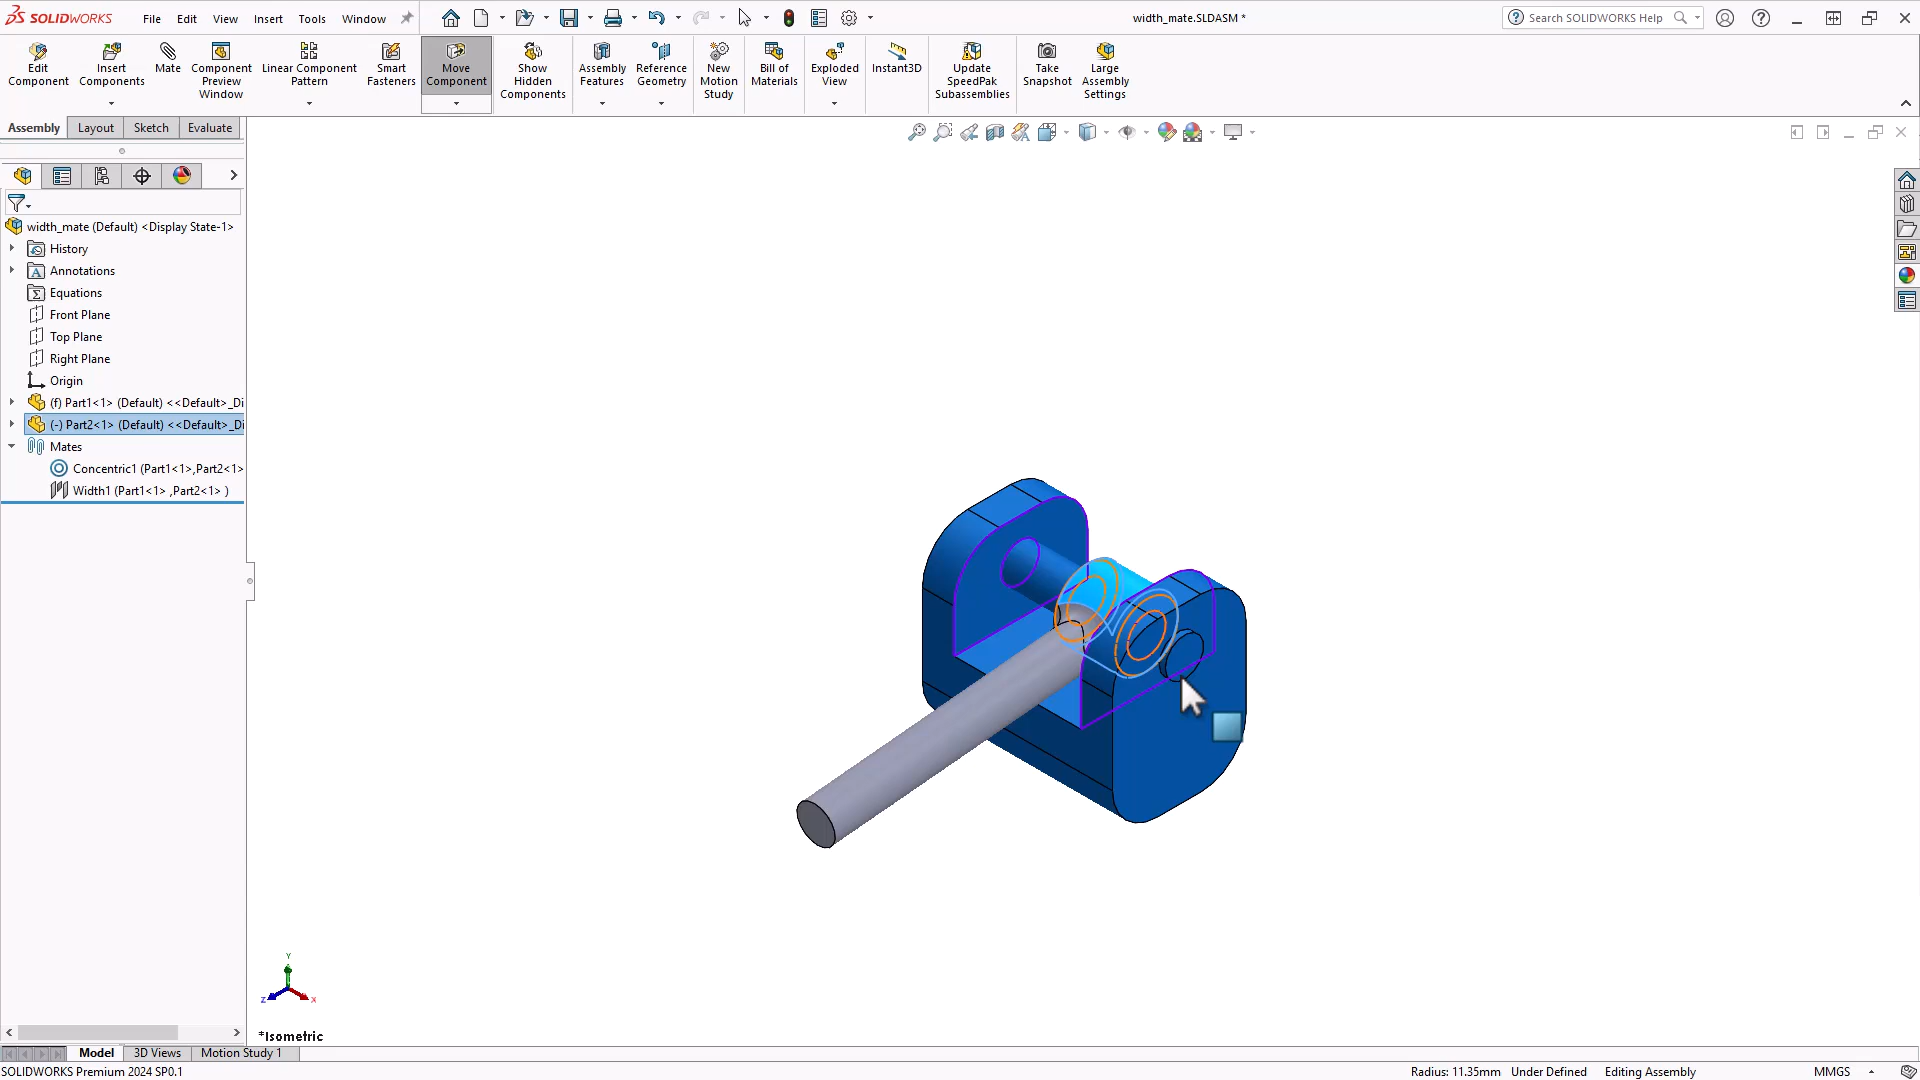 SOLIDWORKS File Edit View Insert Tools Window
width_mate.SLDASM *
Search SOLIDWORKS Help
Edit Component
Insert Components
Mate
Component Preview Window
Linear Component Pattern
Smart Fasteners
Move Component
Show Hidden Components
Assembly Features
Reference Geometry
New Motion Study
Bill of Materials
Exploded View
Instant3D
Update SpeedPak Subassemblies
Take Snapshot
Large Assembly Settings
Assembly Layout Sketch Evaluate
width_mate (Default) <Display State-1>
History
Annotations
Equations
Front Plane
Top Plane
Right Plane
Origin
(f) Part1<1> (Default) <<Default>_Di
(-) Part2<1> (Default) <<Default>_Di
Mates
Concentric1 (Part1<1>,Part2<1>
Width1 (Part1<1> ,Part2<1> )
Y
Z X
*Isometric
Model 3D Views Motion Study 1
SOLIDWORKS Premium 2024 SP0.1
Radius: 11.35mm Under Defined Editing Assembly MMGS